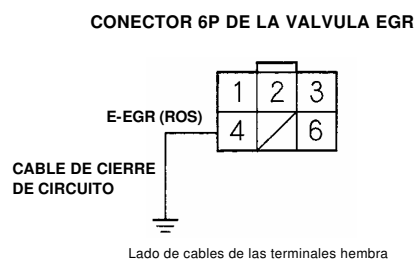 CONECTOR 6P DE LA VALVULA EGR
1 2 3
E-EGR (ROS)
4 6
CABLE DE CIERRE
DE CIRCUITO
Lado de cables de las terminales hembra